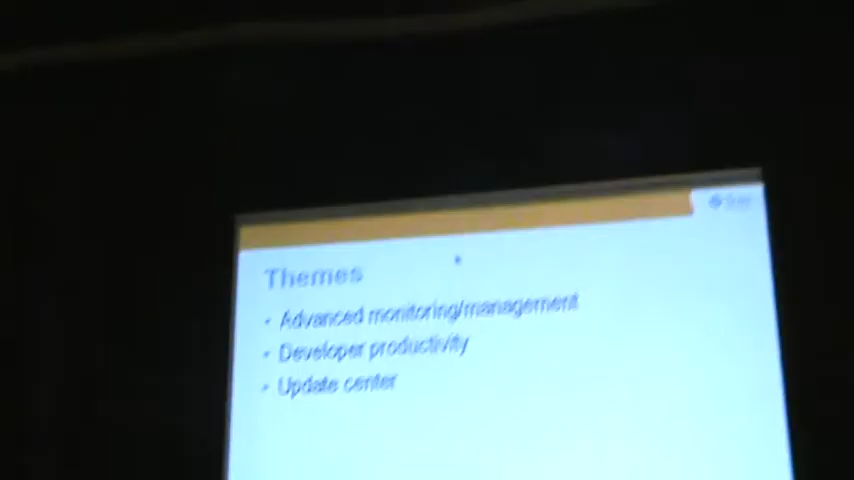 Themes
Advanced monitoring/management
Developer productivity
Update center